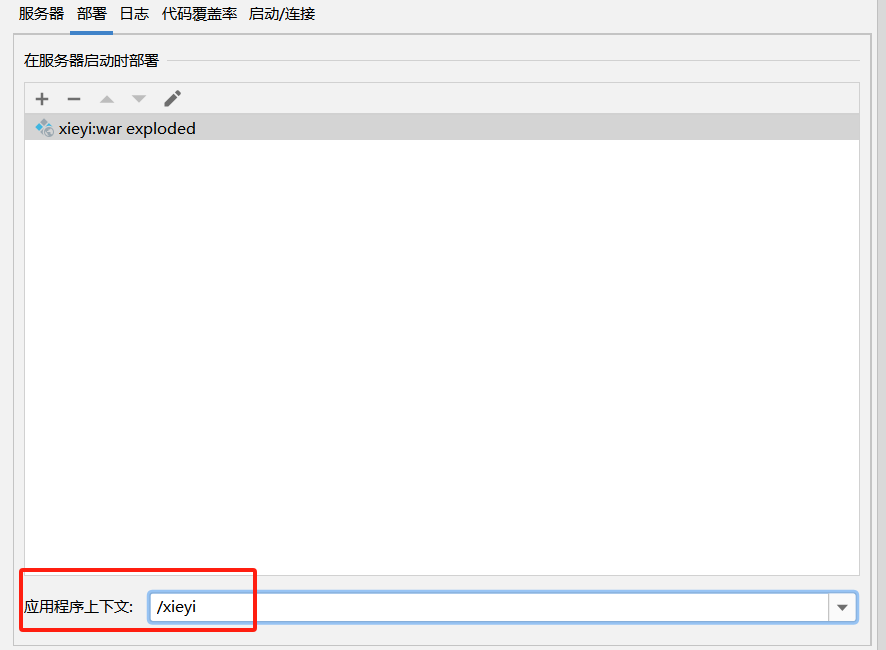 服务器 部署 日志 代码覆盖率 启动/连接
在服务器启动时部署
xieyi:war exploded
应用程序上下文: /xieyi